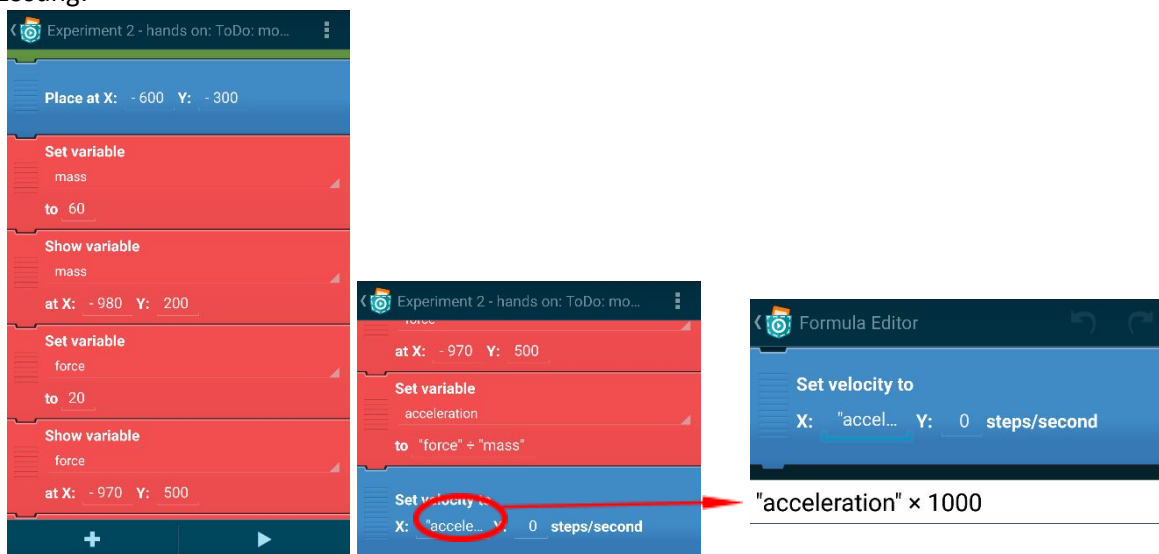 Experiment 2 - hands on: ToDo: mo...
Place at X: - 600 Y: - 300
Set variable
mass
to 60
Show variable
mass
at X: - 980 Y: 200
Set variable
force
to 20
Show variable
force
at X: - 970 Y: 500
Experiment 2 - hands on: ToDo: mo...
at X: - 970 Y: 500
Set variable
acceleration
to "force" ÷ "mass"
Set velocity to
X: "accele... Y: 0 steps/second
Formula Editor
Set velocity to
X: "accel... Y: 0 steps/second
"acceleration" × 1000